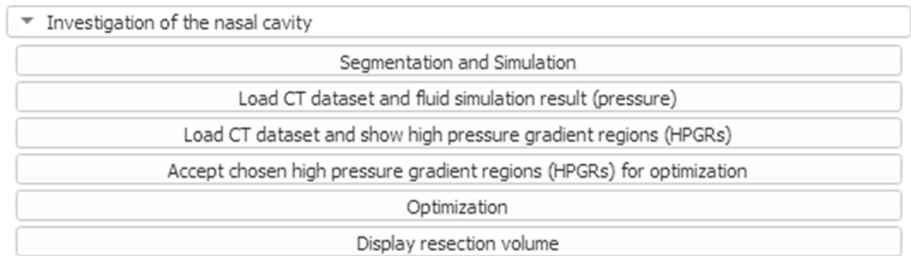 Investigation of the nasal cavity
Segmentation and Simulation
Load CT dataset and fluid simulation result (pressure)
Load CT dataset and show high pressure gradient regions (HPGRs)
Accept chosen high pressure gradient regions (HPGRs) for optimization
Optimization
Display resection volume